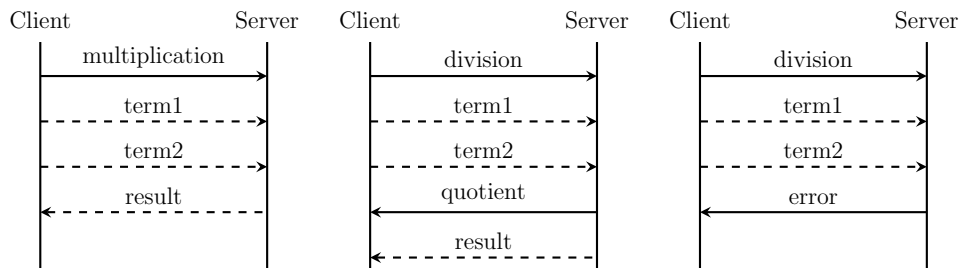 Client Server
multiplication
term1
term2
result
Client Server
division
term1
term2
quotient
result
Client Server
division
term1
term2
error